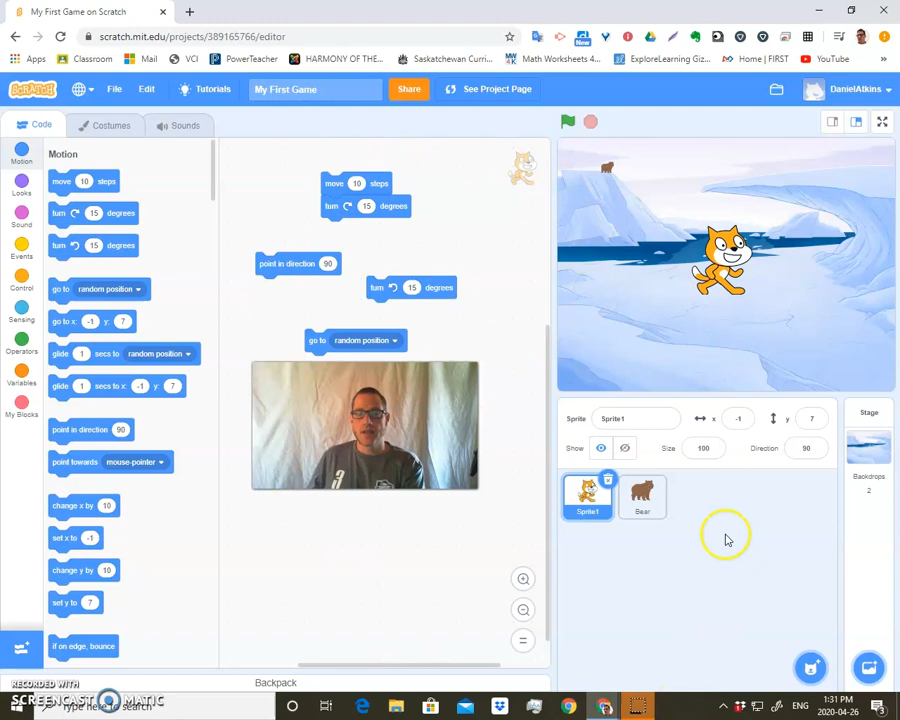 My First Game on Scratch
scratch.mit.edu/projects/389165766/editor
Apps Classroom Mail VCI PowerTeacher HARMONY OF THE... Saskatchewan Curri... Math Worksheets 4... ExploreLearning Giz... Home | FIRST YouTube
New
SCRATCH File Edit Tutorials My First Game Share See Project Page DanielAtkins
Code Costumes Sounds
Motion
Looks
Sound
Events
Control
Sensing
Operators
Variables
My Blocks
Motion
move 10 steps
turn 15 degrees
turn 15 degrees
go to random position
go to x: -1 y: 7
glide 1 secs to random position
glide 1 secs to x: -1 y: 7
point in direction 90
point towards mouse-pointer
change x by 10
set x to -1
change y by 10
set y to 7
if on edge, bounce
move 10 steps
turn 15 degrees
point in direction 90
turn 15 degrees
go to random position
3
Sprite Sprite1 x -1 y 7
Show Size 100 Direction 90
Sprite1
Bear
Stage
Backdrops
2
Backpack
RECORDED WITH
SCREENCAST MATIC
Type here to search
ENG
1:31 PM
2020-04-26
3